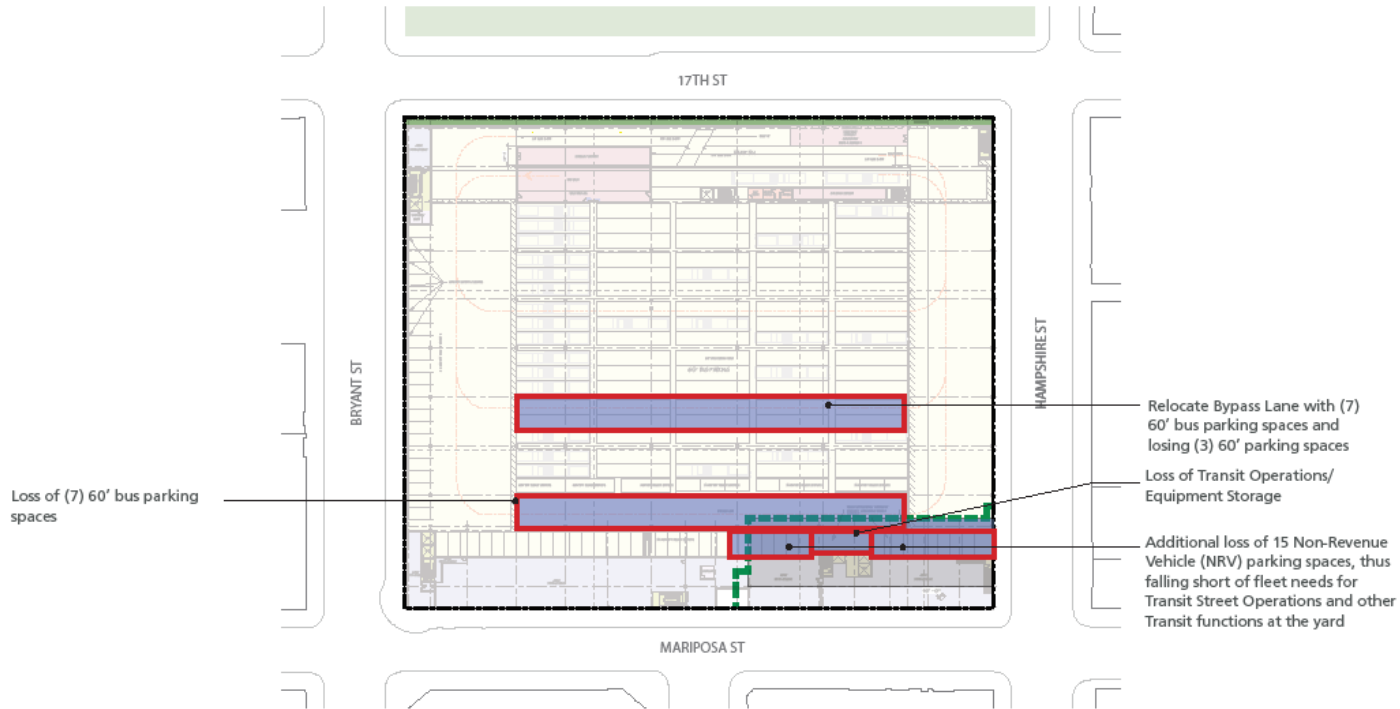 17TH ST
BRYANT ST
HAMPSHIRE ST
Relocate Bypass Lane with (7)
60’ bus parking spaces and
losing (3) 60’ parking spaces
Loss of Transit Operations/
Equipment Storage
Loss of (7) 60’ bus parking
spaces
Additional loss of 15 Non-Revenue
Vehicle (NRV) parking spaces, thus
falling short of fleet needs for
Transit Street Operations and other
Transit functions at the yard
MARIPOSA ST